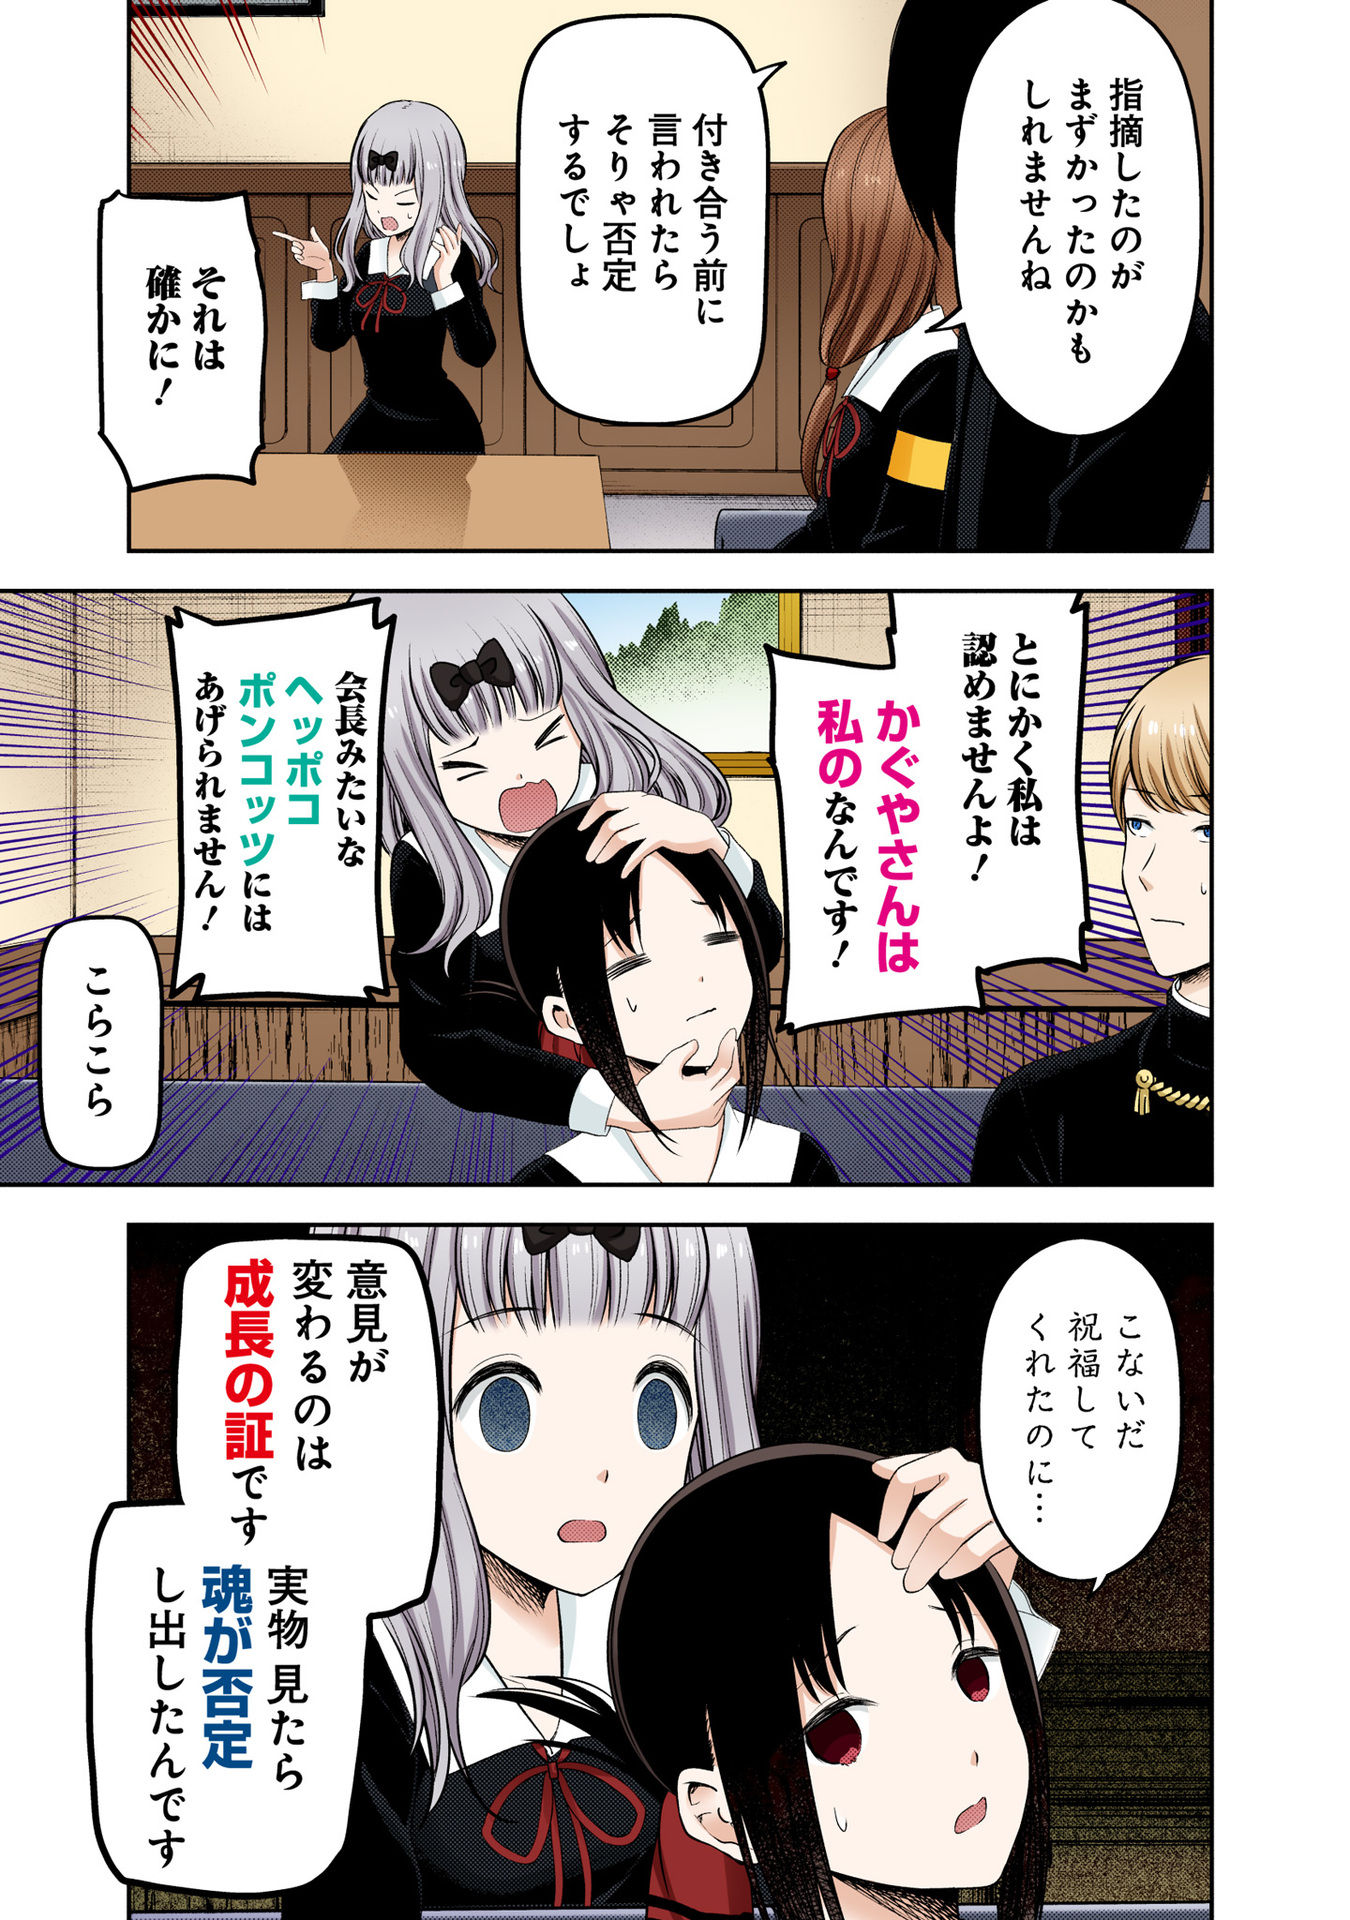 指摘したのが
まずかったのかも
しれませんね
付き合う前に
言われたら
そりゃ否定
するでしょ
それは
確かに！
とにかく私は
認めませんよ！
かぐやさんは
私のなんです！
会長みたいな
ヘッポコ
ポンコッツには
あげられません！
こらこら
こないだ
祝福して
くれたのに…
意見が
変わるのは
成長の証です
実物見たら
魂が否定
し出したんです